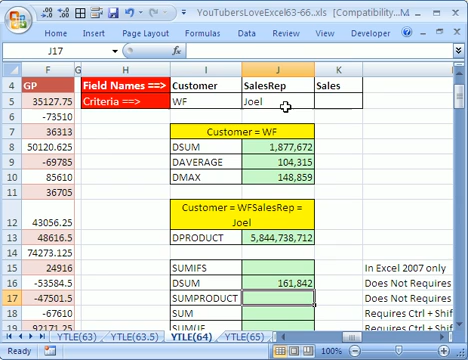 YouTubersLoveExcel63-66...xls [Compatibility...
Home Insert Page Layout Formulas Data Review View Developer
J17 fx
F G H I J K
4 GP Field Names ==> Customer SalesRep Sales
5 35127.75 Criteria ==> WF Joel
6 -73510
7 36313 Customer = WF
8 50120.625 DSUM 1,877,672
9 -69785 DAVERAGE 104,315
10 85610 DMAX 148,859
11 36705
12 43056.25 Customer = WFSalesRep =
Joel
13 48616.5 DPRODUCT 5,844,738,712
14 74273.125
15 24916 SUMIFS In Excel 2007 only
16 -53584.5 DSUM 161,842 Does Not Requires
17 -47501.5 SUMPRODUCT Does Not Requires
18 -67610 SUM Requires Ctrl + Shif
19 92171.25 Requires Ctrl + Shif
YTLE(63) YTLE(63.5) YTLE(64) YTLE(65)
Ready 100%